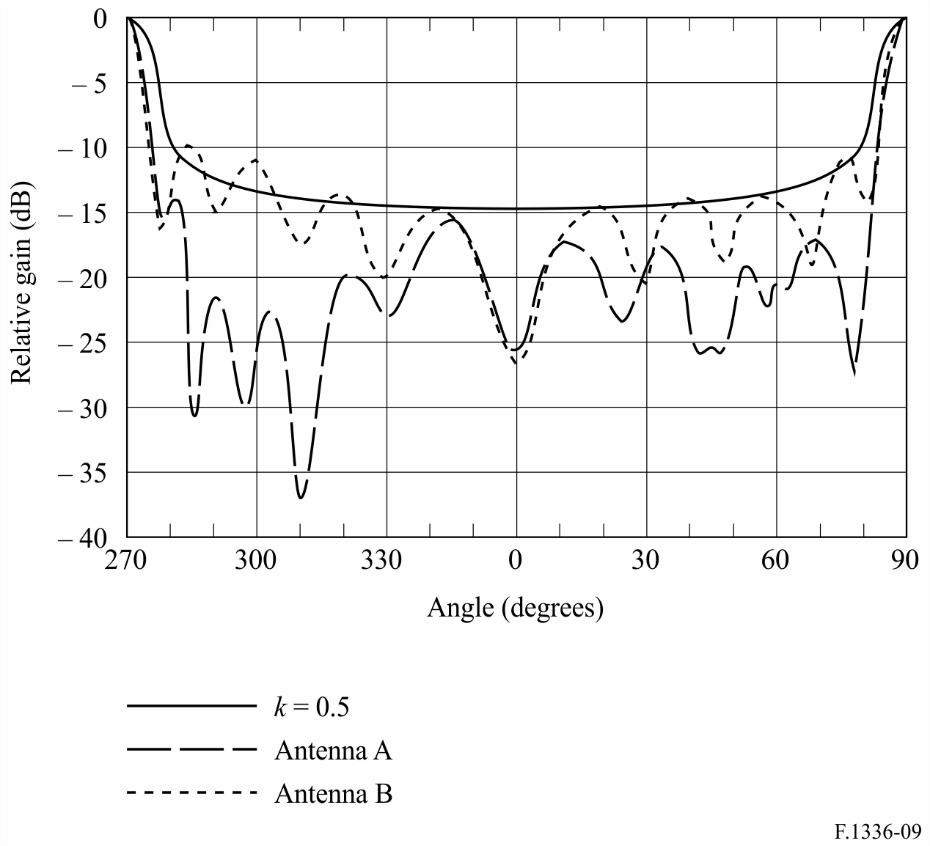 0
– 5
– 10
– 15
– 20
– 25
– 30
– 35
– 40
Relative gain (dB)
270 300 330 0 30 60 90
Angle (degrees)
k = 0.5
Antenna A
Antenna B
F.1336-09